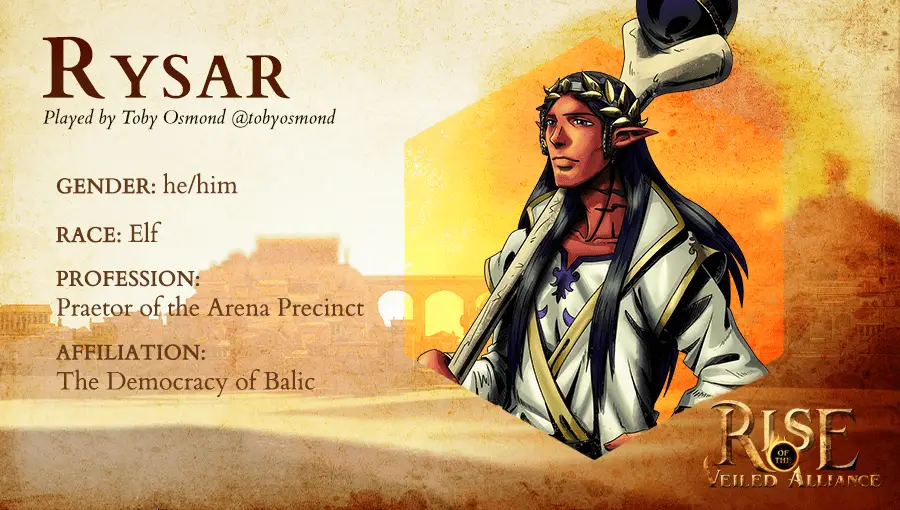 RYSAR
Played by Toby Osmond @tobyosmond
GENDER: he/him
RACE: Elf
PROFESSION:
Praetor of the Arena Precinct
AFFILIATION:
The Democracy of Balic
RISE
OF THE
VEILED ALLIANCE